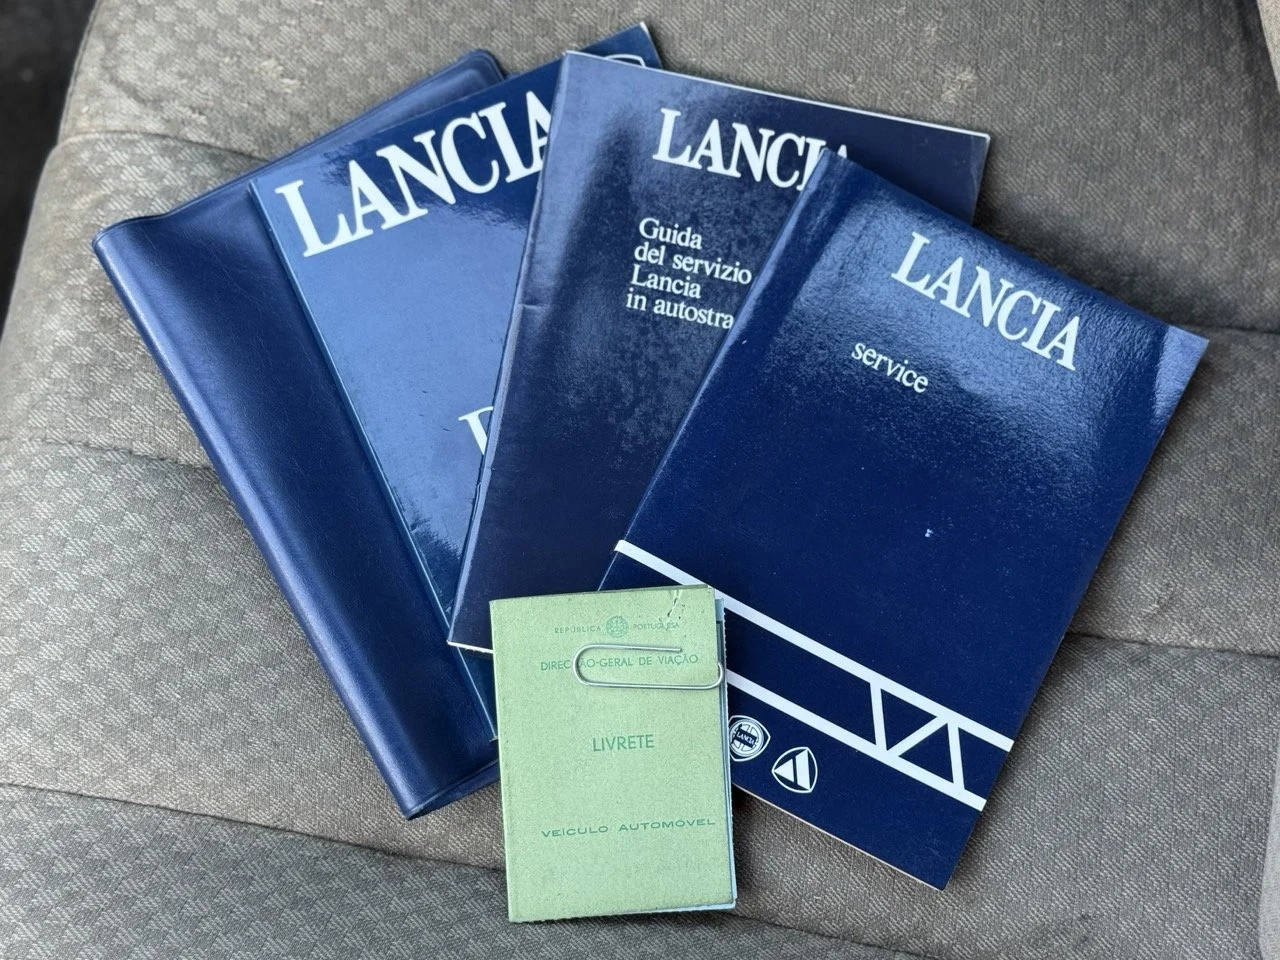 LANCIA
LANCIA
Guida
del servizio
Lancia
in autostra
LANCIA
service
LANCIA
REPÚBLICA PORTUGUESA
DIRECÇÃO-GERAL DE VIAÇÃO
LIVRETE
VEÍCULO AUTOMÓVEL